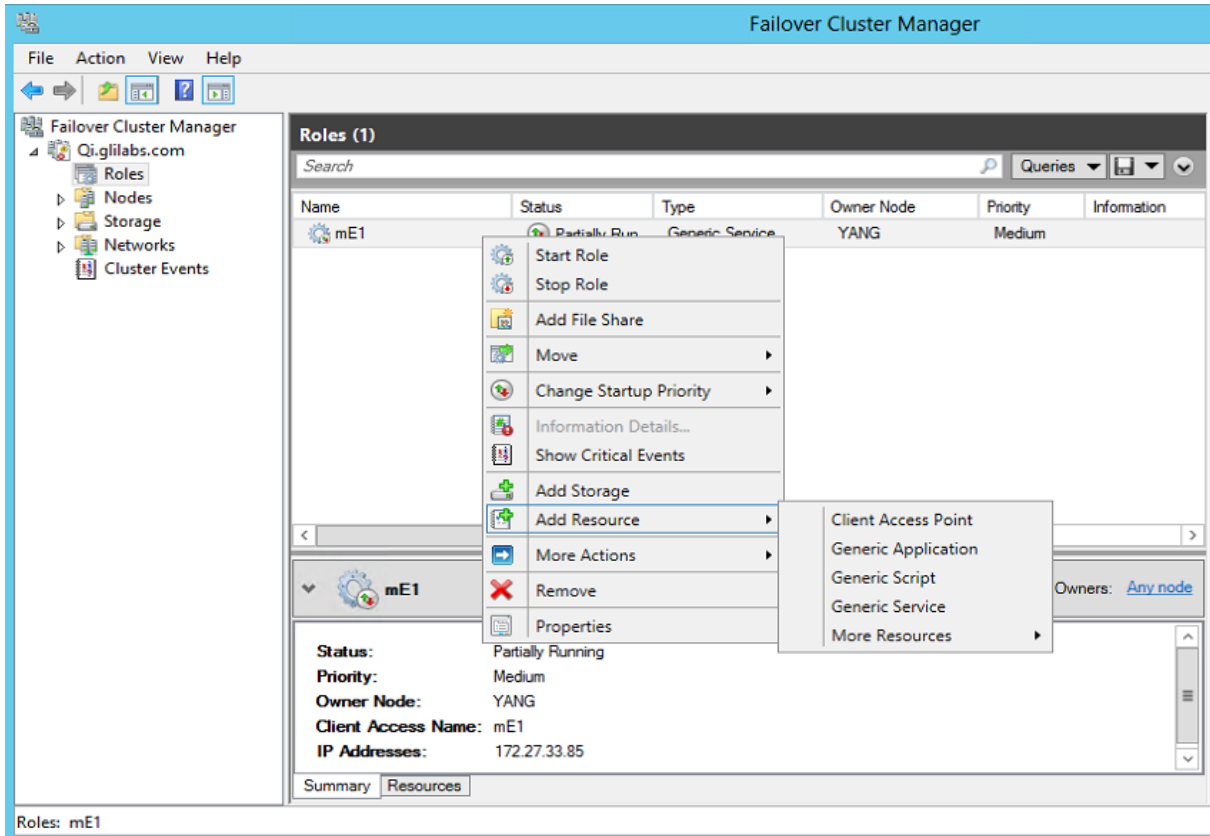 Failover Cluster Manager
File Action View Help
Failover Cluster Manager
Qi.glilabs.com
Roles
Nodes
Storage
Networks
Cluster Events
Roles (1)
Search
Queries
Name Status Type Owner Node Priority Information
mE1 Partially Run Generic Service YANG Medium
Start Role
Stop Role
Add File Share
Move
Change Startup Priority
Information Details...
Show Critical Events
Add Storage
Add Resource
More Actions
Remove
Properties
Client Access Point
Generic Application
Generic Script
Generic Service
More Resources
mE1 Owners: Any node
Status: Partially Running
Priority: Medium
Owner Node: YANG
Client Access Name: mE1
IP Addresses: 172.27.33.85
Summary Resources
Roles: mE1